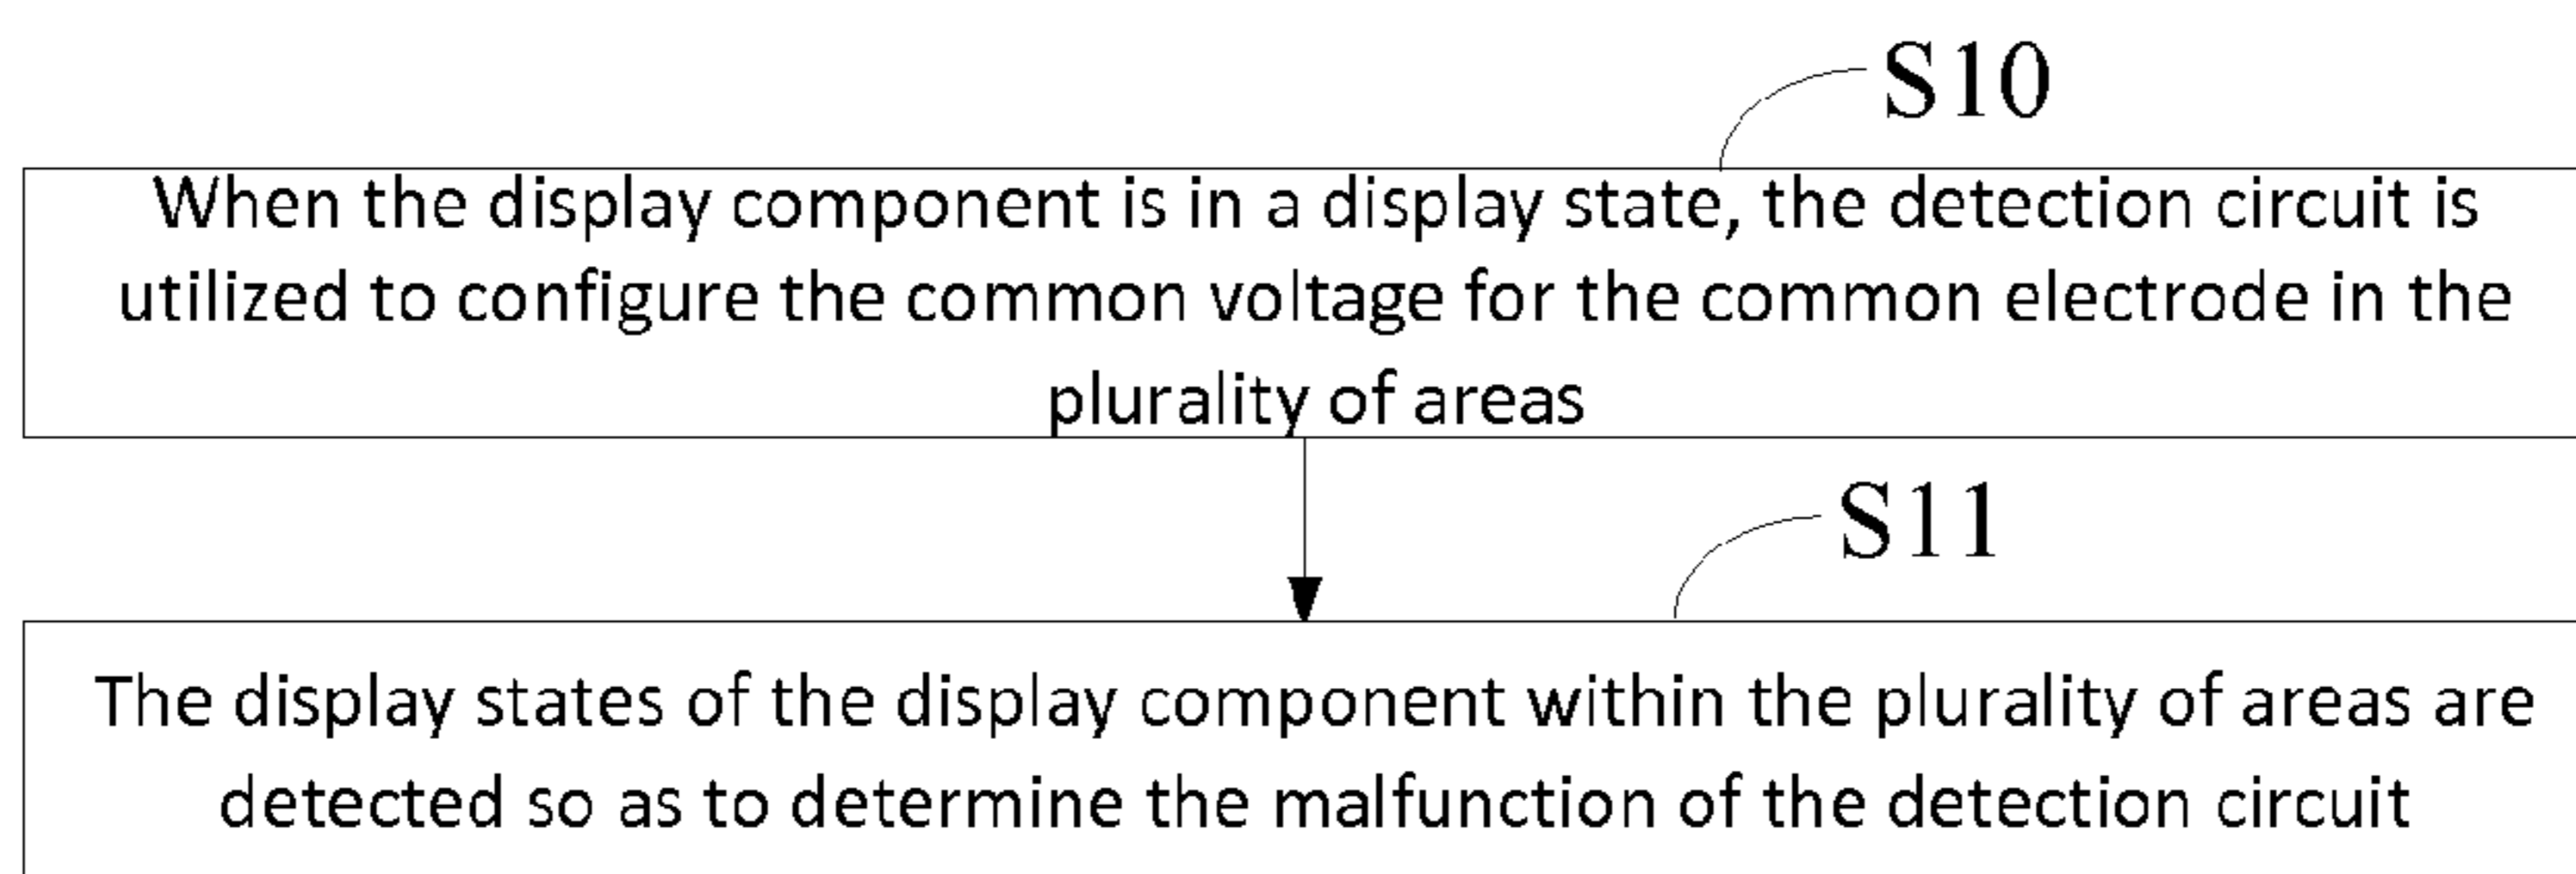 S10
When the display component is in a display state, the detection circuit is
utilized to configure the common voltage for the common electrode in the
plurality of areas
S11
The display states of the display component within the plurality of areas are
detected so as to determine the malfunction of the detection circuit